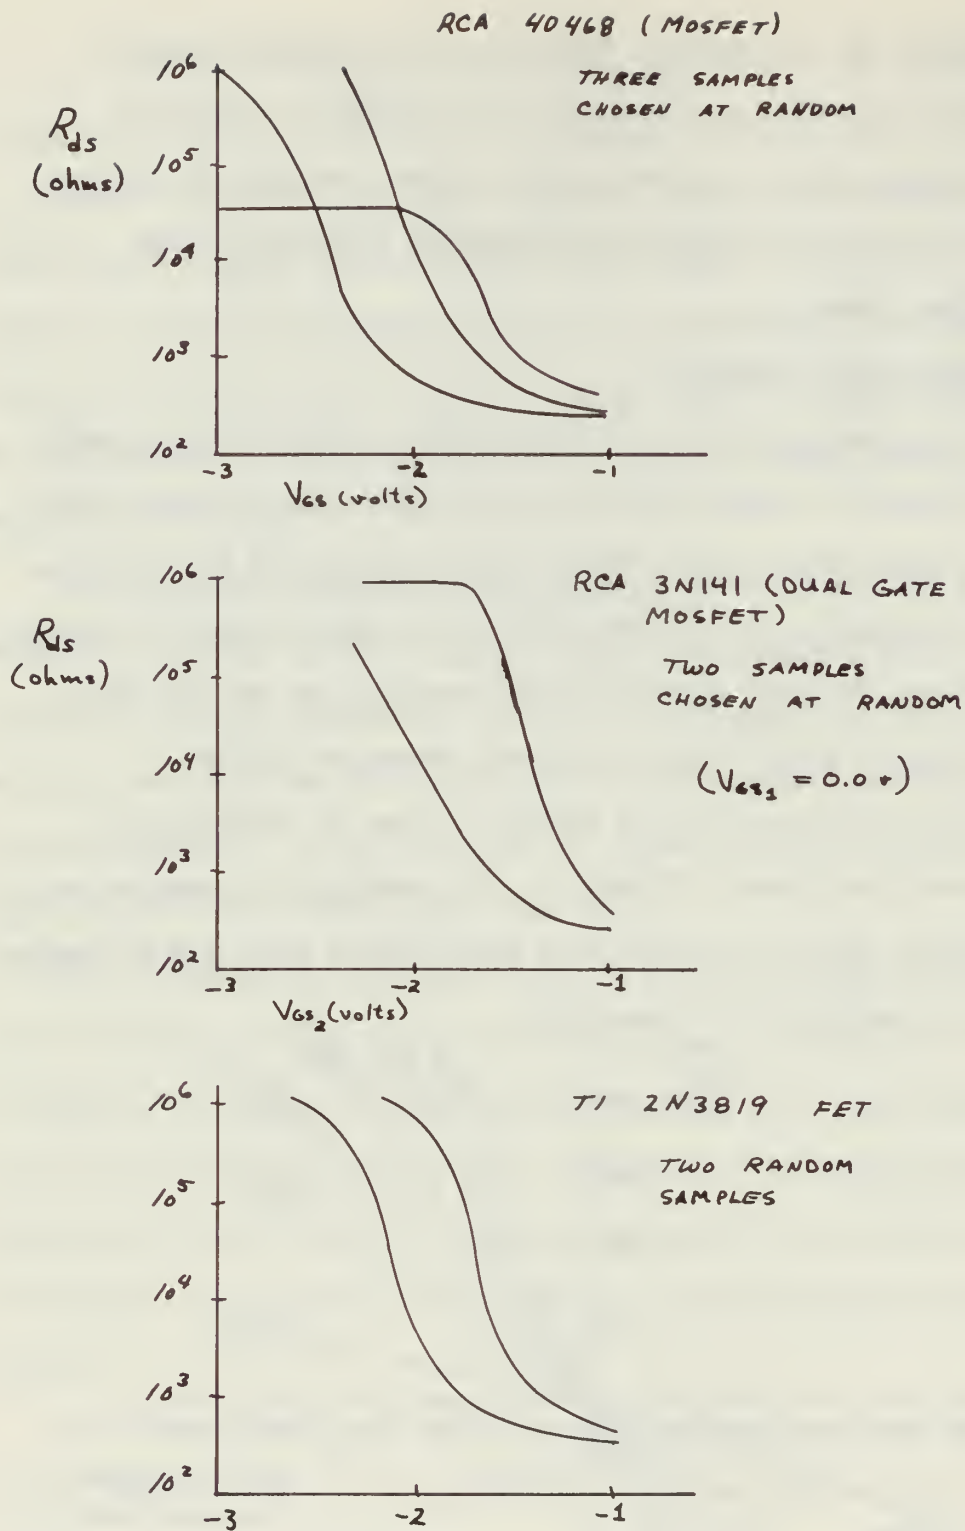 RCA 40468 (MOSFET)
THREE SAMPLES
CHOSEN AT RANDOM
R_ds
(ohms)
10^6
10^5
10^4
10^3
10^2
-3 -2 -1
V_GS (volts)
RCA 3N141 (DUAL GATE
MOSFET)
TWO SAMPLES
CHOSEN AT RANDOM
(V_GS_1 = 0.0 v)
R_ds
(ohms)
10^6
10^5
10^4
10^3
10^2
-3 -2 -1
V_GS_2 (volts)
TI 2N3819 FET
TWO RANDOM
SAMPLES
10^6
10^5
10^4
10^3
10^2
-3 -2 -1